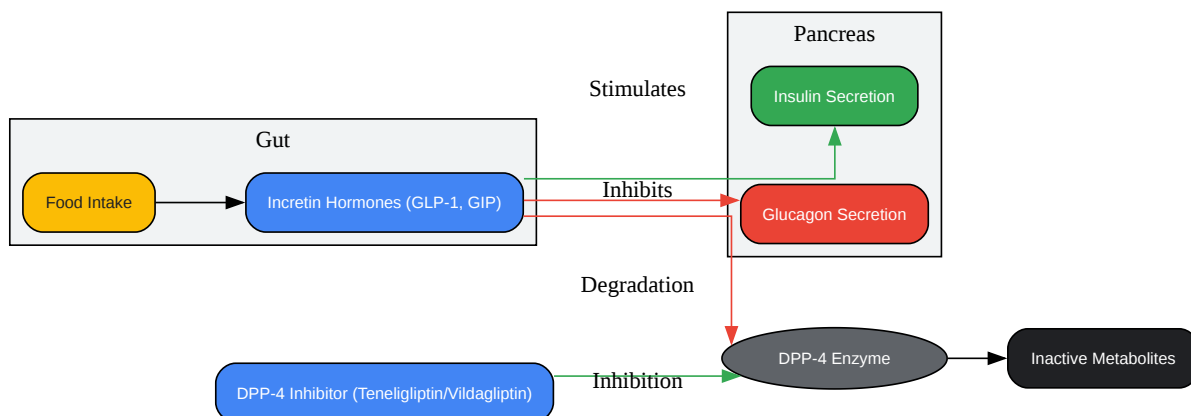 Pancreas
Stimulates
Insulin Secretion
Gut
Food Intake
Incretin Hormones (GLP-1, GIP)
Inhibits
Glucagon Secretion
Degradation
DPP-4 Enzyme
Inactive Metabolites
DPP-4 Inhibitor (Teneligliptin/Vildagliptin)
Inhibition